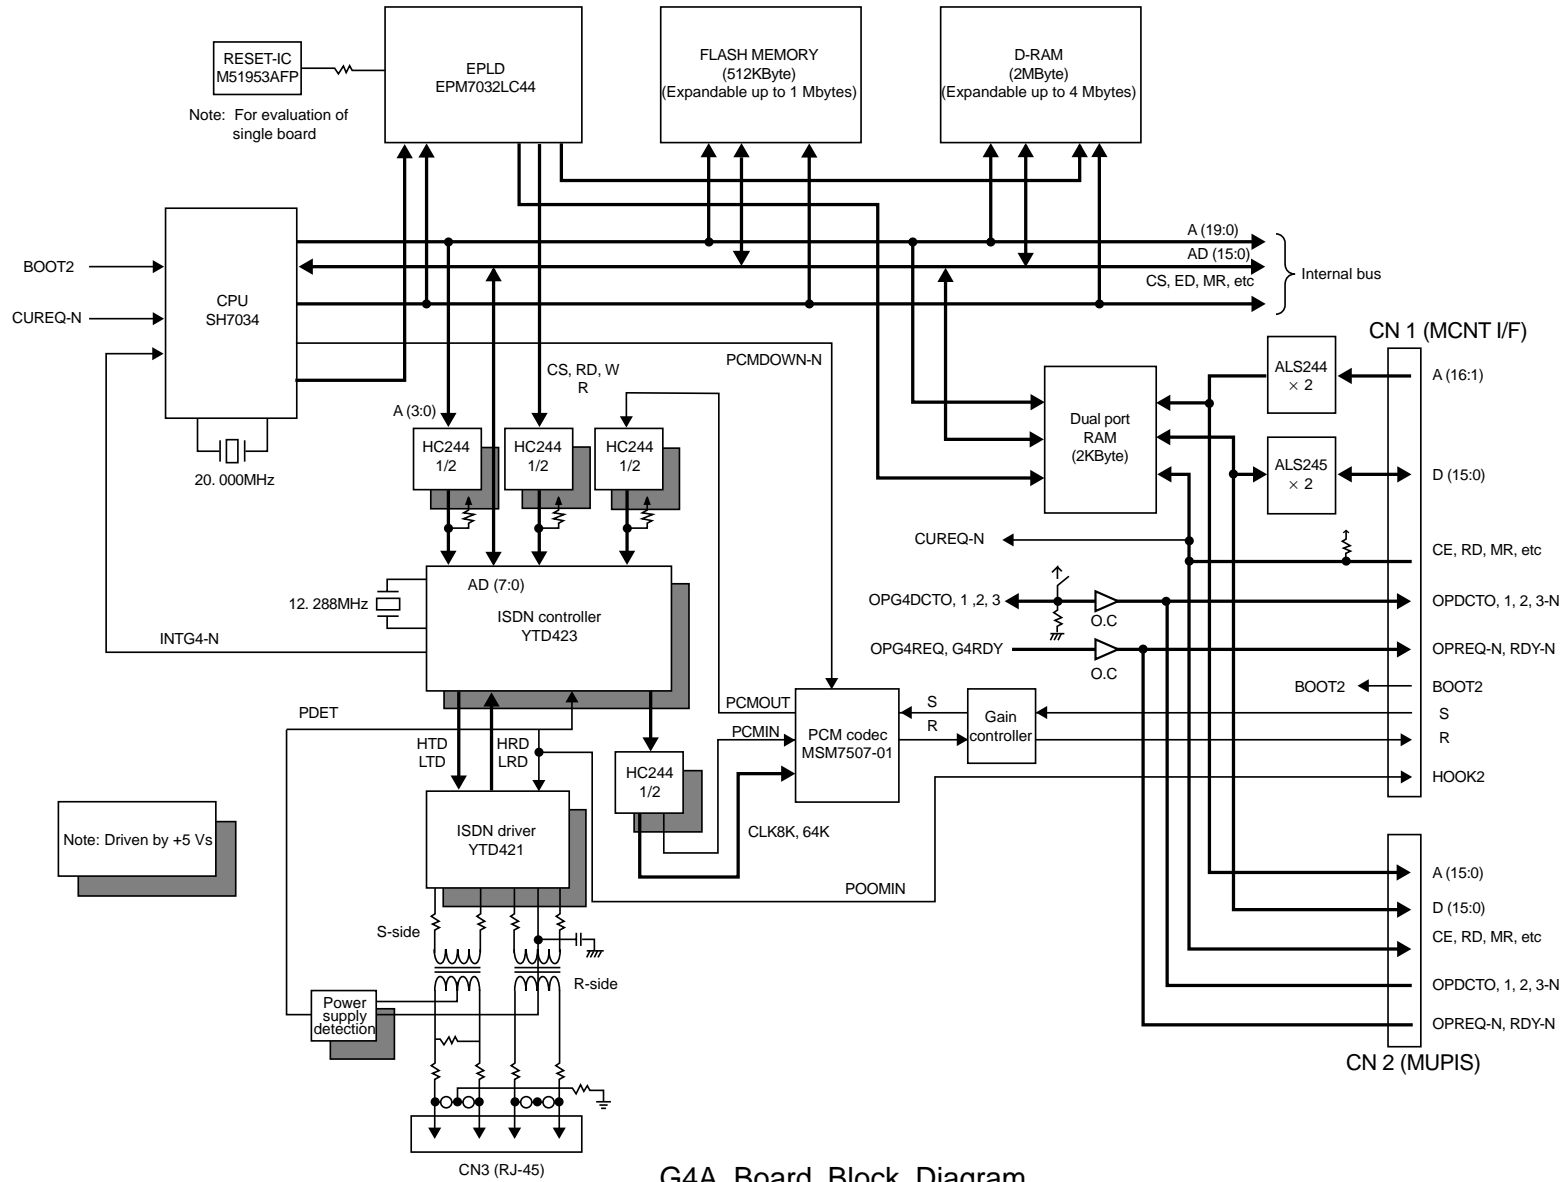 RESET-IC
M51953AFP
Note: For evaluation of
single board
EPLD
EPM7032LC44
FLASH MEMORY
(512KByte)
(Expandable up to 1 Mbytes)
D-RAM
(2MByte)
(Expandable up to 4 Mbytes)
BOOT2
CUREQ-N
CPU
SH7034
20. 000MHz
A (19:0)
AD (15:0)
CS, ED, MR, etc
Internal bus
PCMDOWN-N
CS, RD, W
R
A (3:0)
HC244
1/2
HC244
1/2
HC244
1/2
Dual port
RAM
(2KByte)
ALS244
× 2
ALS245
× 2
CN 1 (MCNT I/F)
A (16:1)
D (15:0)
CE, RD, MR, etc
OPDCTO, 1, 2, 3-N
OPREQ-N, RDY-N
BOOT2
S
R
HOOK2
CUREQ-N
OPG4DCTO, 1 ,2, 3
O.C
OPG4REQ, G4RDY
O.C
BOOT2
12. 288MHz
AD (7:0)
ISDN controller
YTD423
INTG4-N
PDET
HTD
LTD
HRD
LRD
PCMOUT
PCMIN
PCM codec
MSM7507-01
S
R
Gain
controller
HC244
1/2
CLK8K, 64K
POOMIN
ISDN driver
YTD421
Note: Driven by +5 Vs
S-side
R-side
Power
supply
detection
CN3 (RJ-45)
A (15:0)
D (15:0)
CE, RD, MR, etc
OPDCTO, 1, 2, 3-N
OPREQ-N, RDY-N
CN 2 (MUPIS)
G4A Board Block Diagram